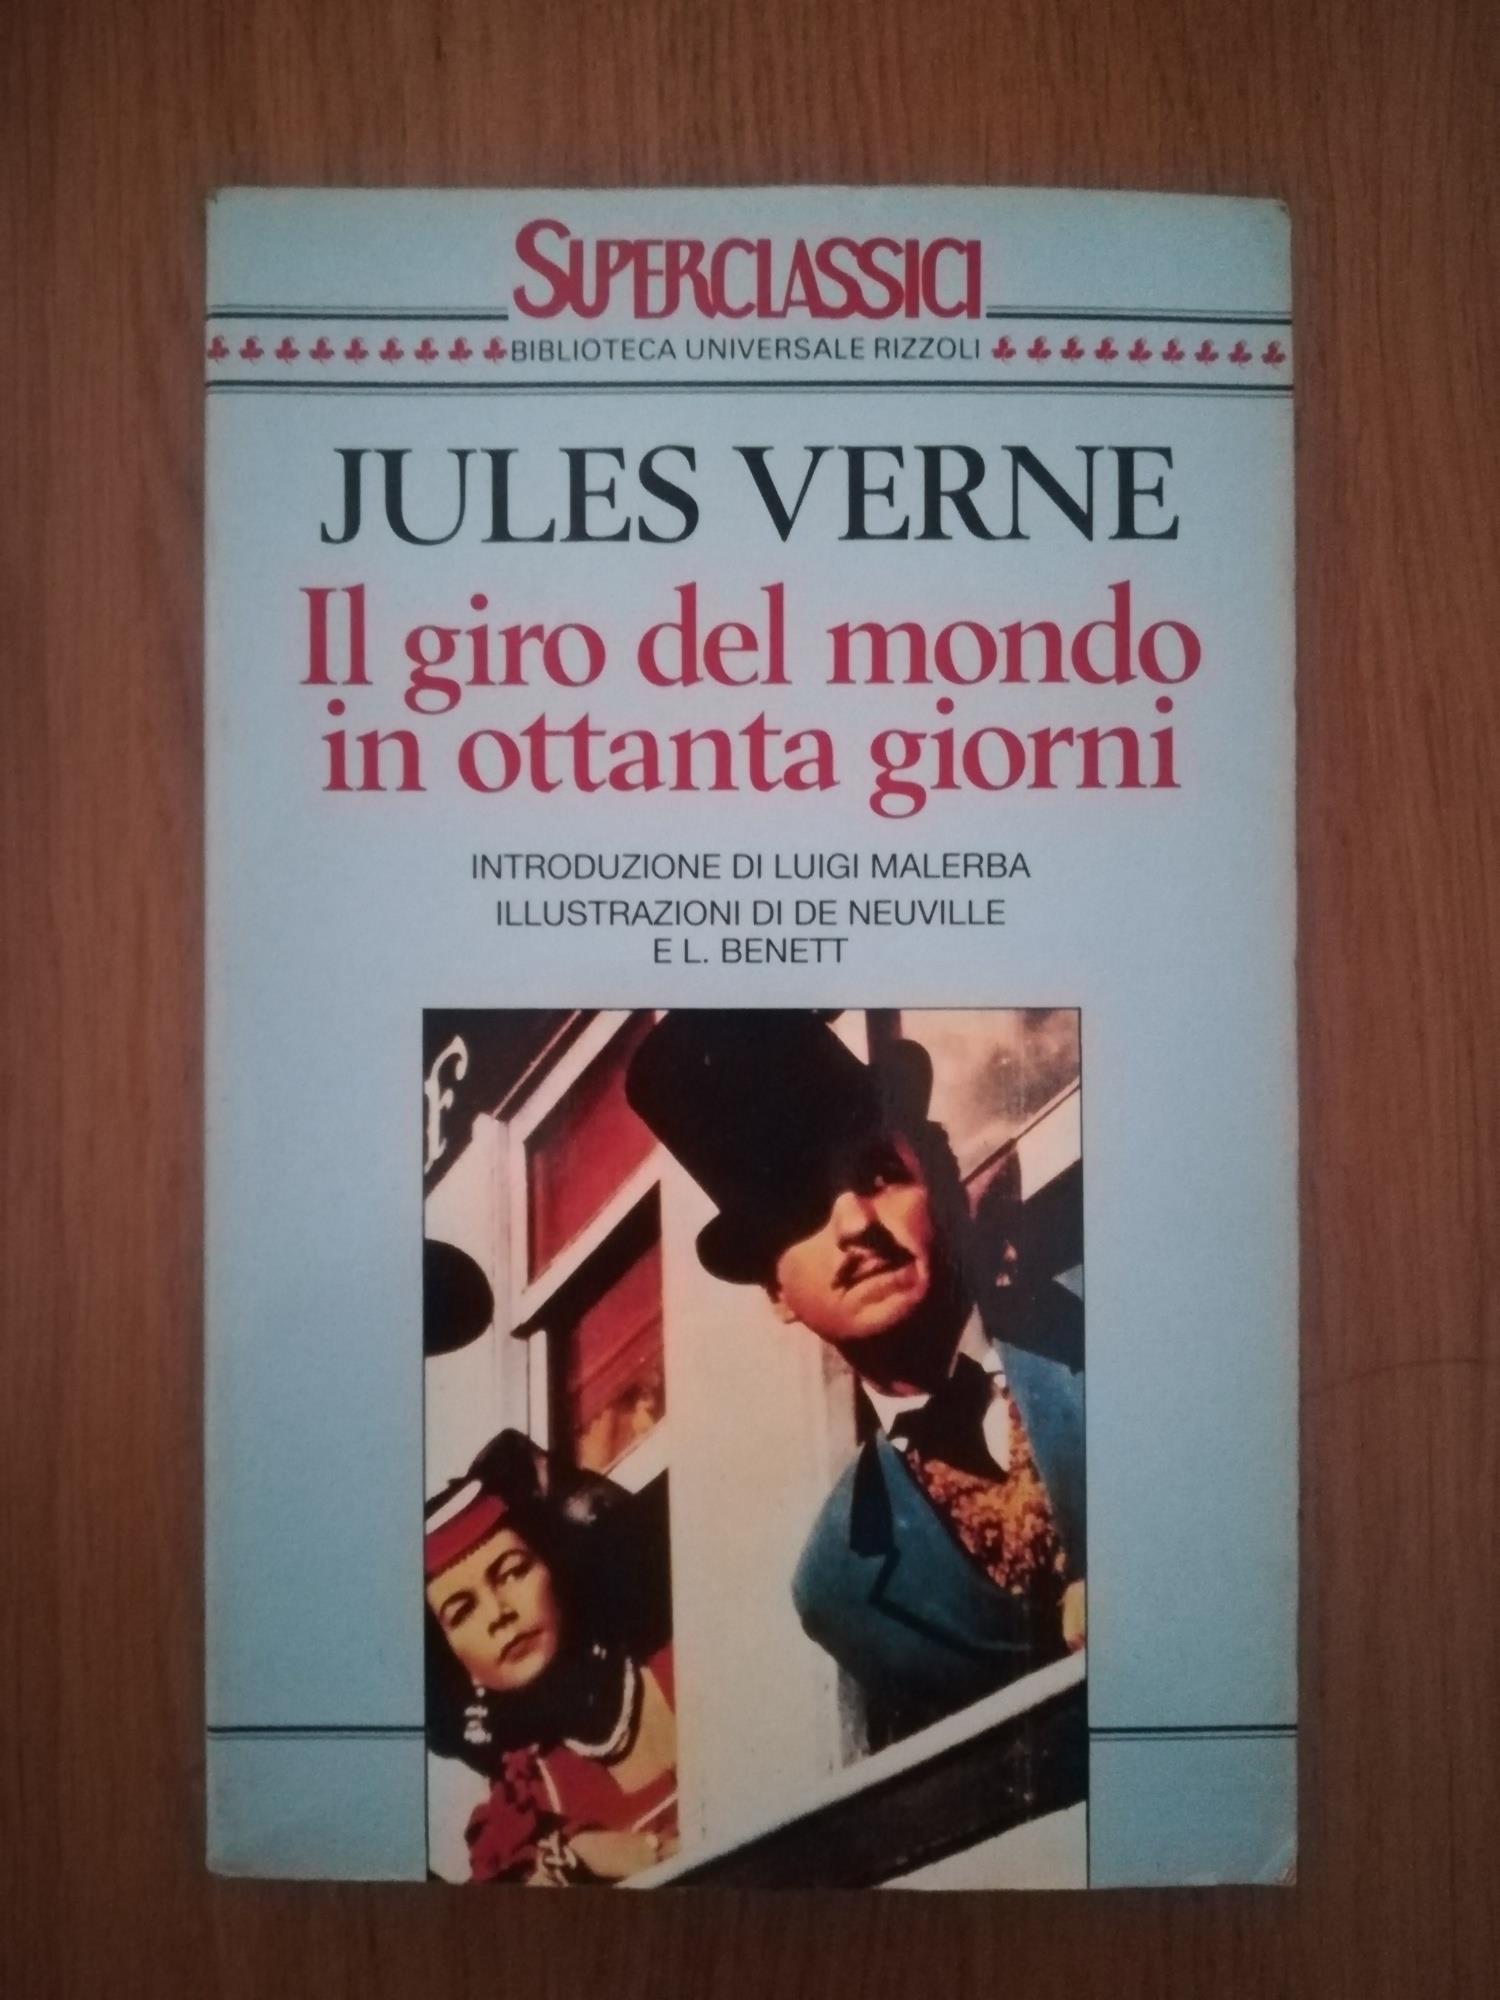 SUPERCLASSICI
BIBLIOTECA UNIVERSALE RIZZOLI
JULES VERNE
Il giro del mondo
in ottanta giorni
INTRODUZIONE DI LUIGI MALERBA
ILLUSTRAZIONI DI DE NEUVILLE
E L. BENETT
f